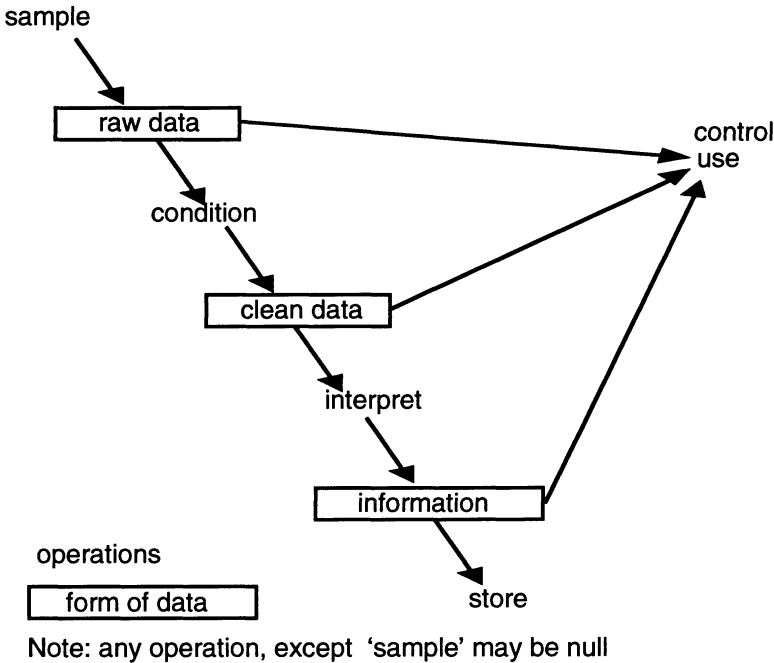 sample
raw data
control
use
condition
clean data
interpret
information
operations
form of data
store
Note: any operation, except 'sample' may be null